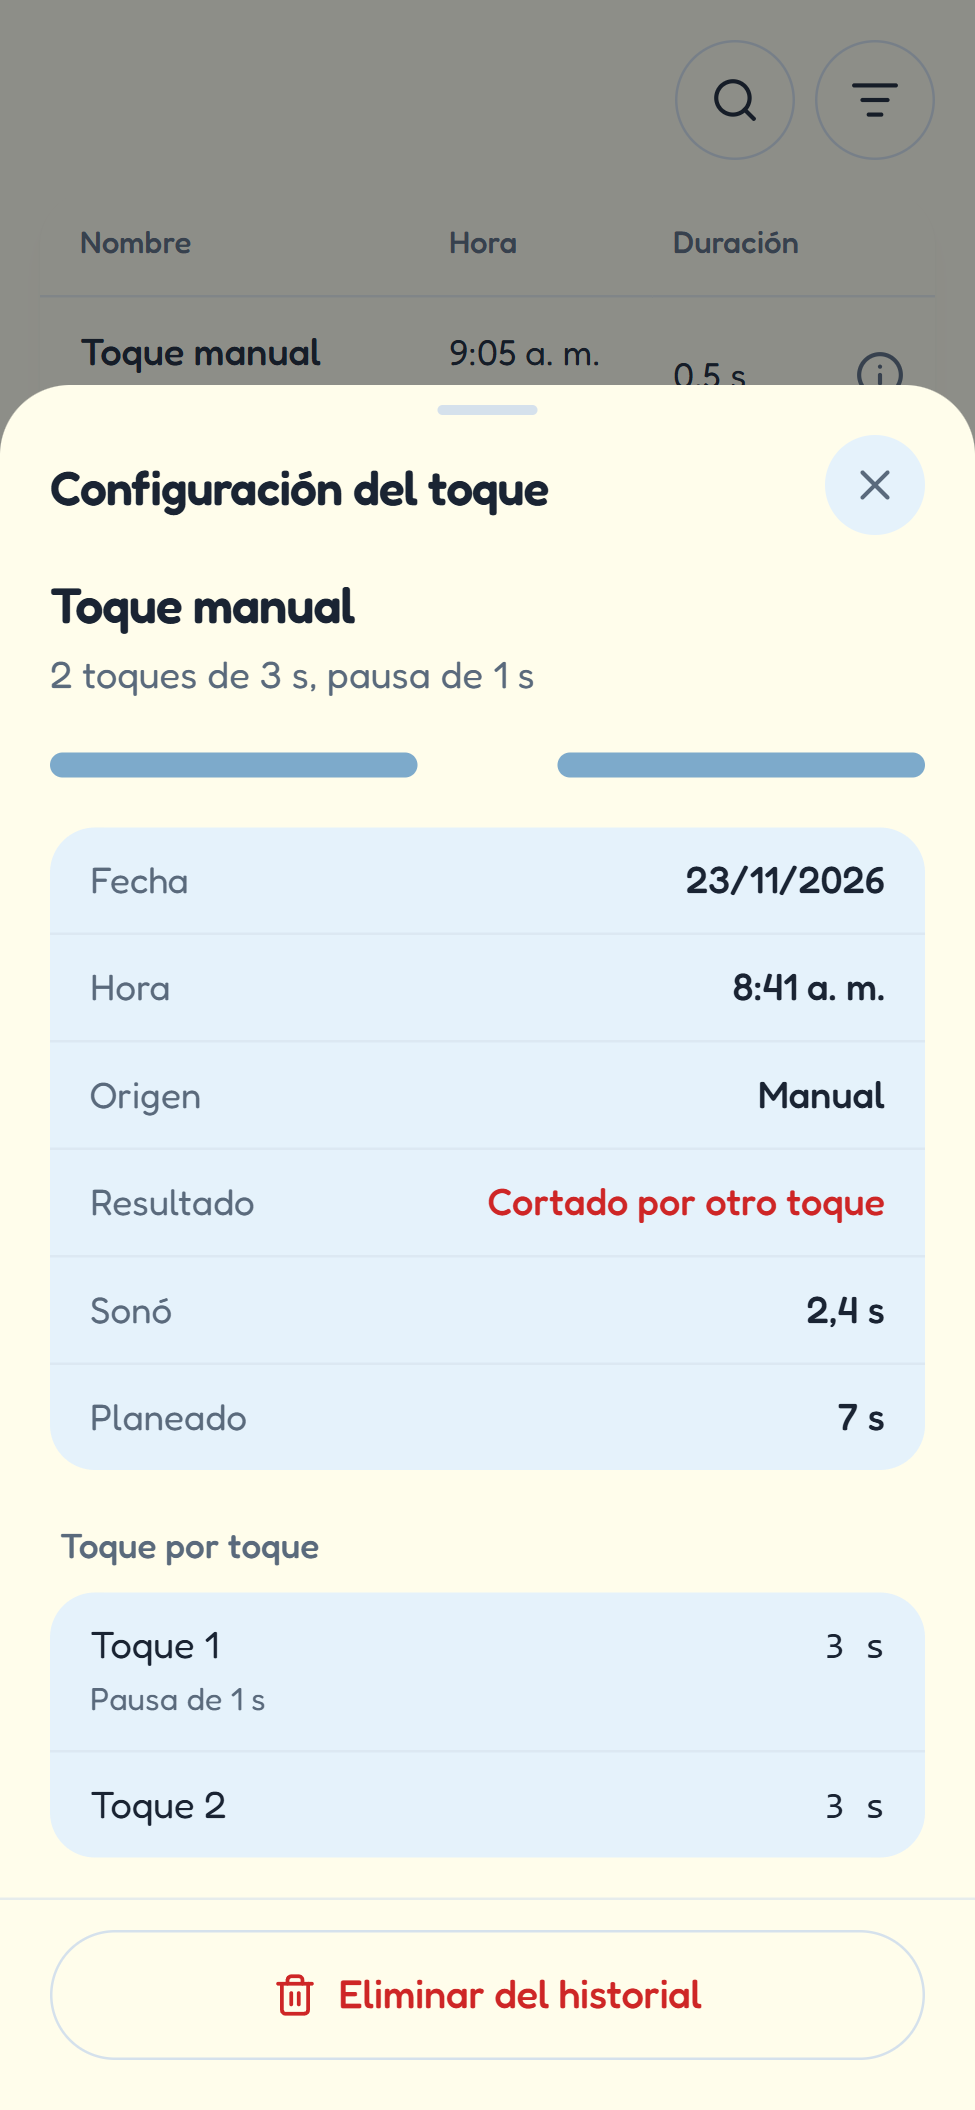 Nombre Hora Duración
Toque manual 9:05 a. m. 0,5 s
Configuración del toque
Toque manual
2 toques de 3 s, pausa de 1 s
Fecha 23/11/2026
Hora 8:41 a. m.
Origen Manual
Resultado Cortado por otro toque
Sonó 2,4 s
Planeado 7 s
Toque por toque
Toque 1 3 s
Pausa de 1 s
Toque 2 3 s
Eliminar del historial